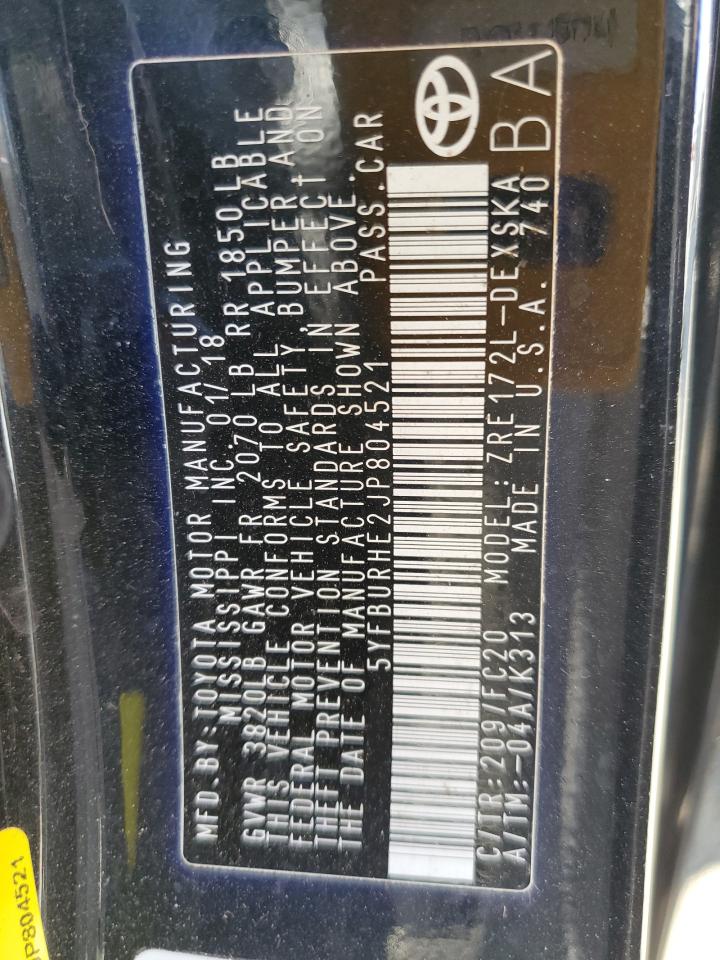 MFD.BY:TOYOTA MOTOR MANUFACTURING
MISSISSIPPI INC. 01/18
GVWR 3820LB GAWR FR 2070 LB RR 1850LB
THIS VEHICLE CONFORMS TO ALL APPLICABLE
FEDERAL MOTOR VEHICLE SAFETY, BUMPER AND
THEFT PREVENTION STANDARDS IN EFFECT ON
THE DATE OF MANUFACTURE SHOWN ABOVE.
5YFBURHE2JP804521 PASS.CAR
C/TR:209/FC20 MODEL:ZRE172L-DEXSKA
A/TM:-04A/K313 MADE IN U.S.A. 740
BA
P804521